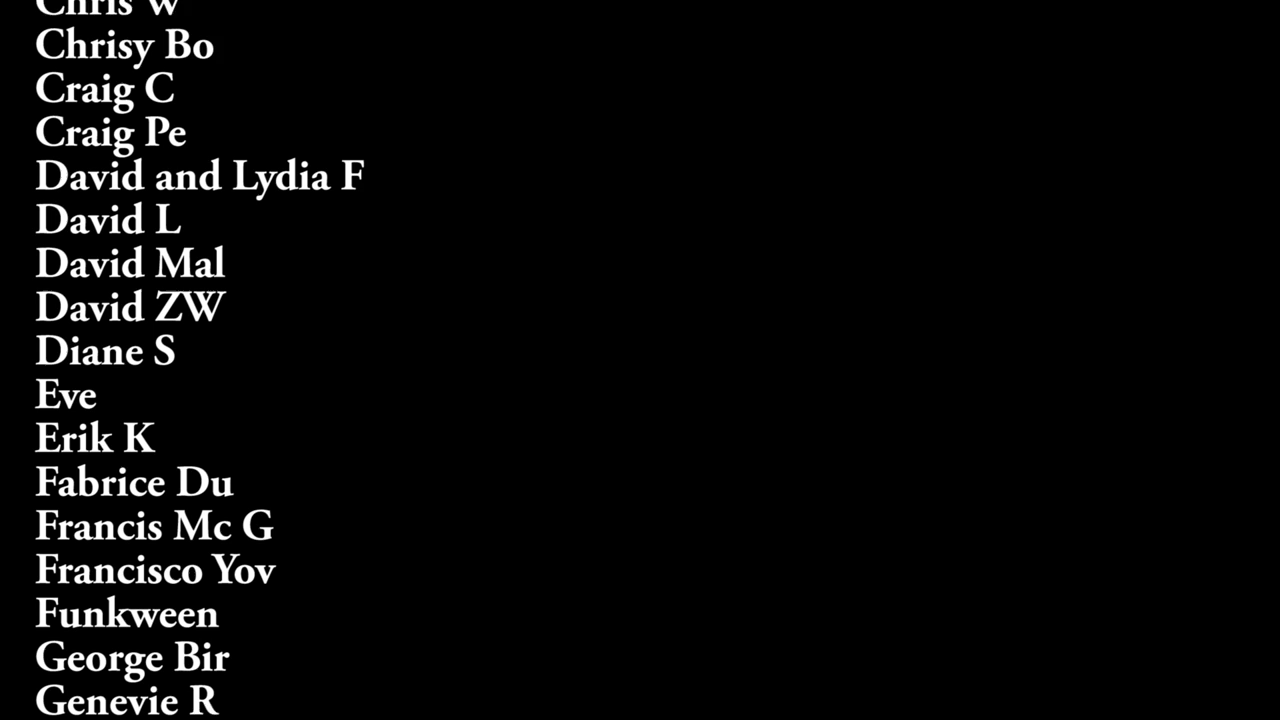 Chris W
Chrisy Bo
Craig C
Craig Pe
David and Lydia F
David L
David Mal
David ZW
Diane S
Eve
Erik K
Fabrice Du
Francis Mc G
Francisco Yov
Funkween
George Bir
Genevie R